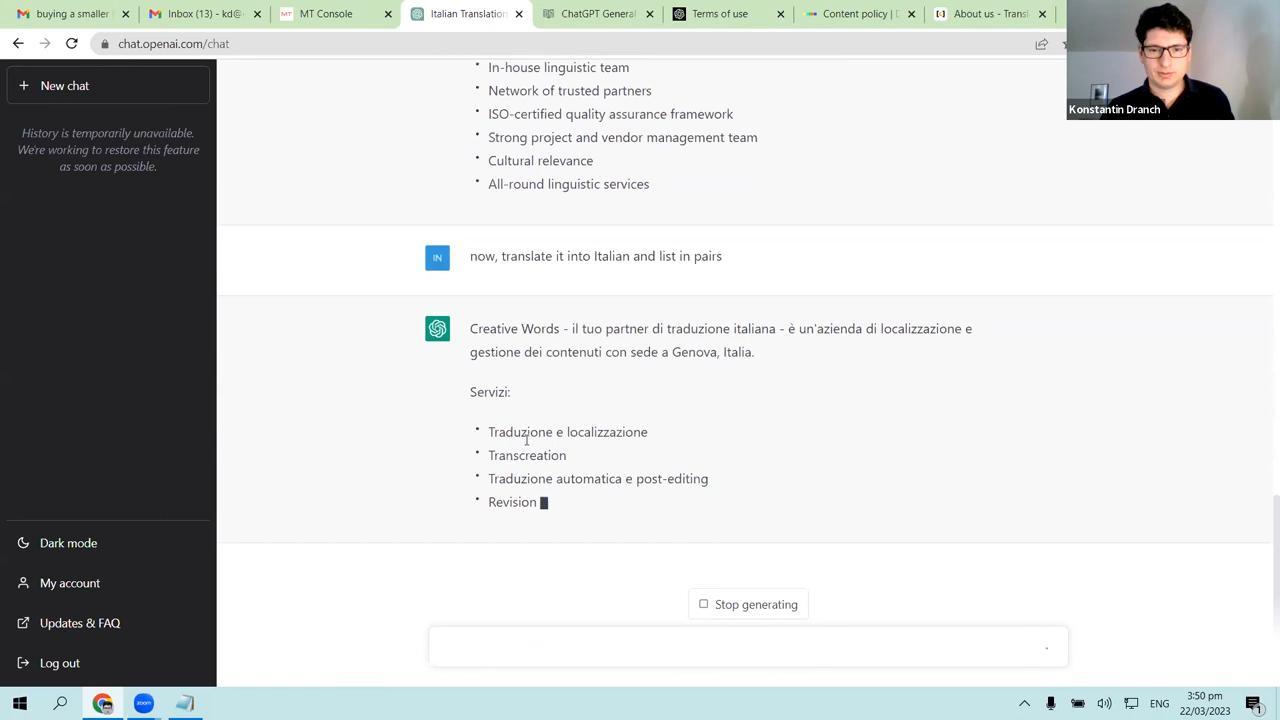 buying a smaller
Inbox (13) - kd@
MT Console
Italian Translation
ChatGPT General
Terms of use
Content policy | D
About us - Transl
chat.openai.com/chat
Konstantin Dranch
New chat
History is temporarily unavailable.
We're working to restore this feature
as soon as possible.
In-house linguistic team
Network of trusted partners
ISO-certified quality assurance framework
Strong project and vendor management team
Cultural relevance
All-round linguistic services
IN
now, translate it into Italian and list in pairs
Creative Words - il tuo partner di traduzione italiana - è un'azienda di localizzazione e
gestione dei contenuti con sede a Genova, Italia.
Servizi:
Traduzione e localizzazione
Transcreation
Traduzione automatica e post-editing
Revision
Stop generating
Dark mode
My account
Updates & FAQ
Log out
zoom
ENG
3:50 pm
22/03/2023
1